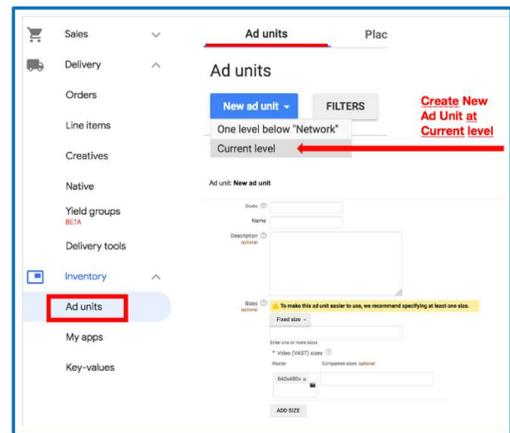 Sales
Delivery
Orders
Line items
Creatives
Native
Yield groups
BETA
Delivery tools
Inventory
Ad units
My apps
Key-values
Ad units Plac
Ad units
New ad unit FILTERS
One level below "Network"
Current level
Create New
Ad Unit at
Current level
Ad unit: New ad unit
Code
Name
Description
optional
Sizes
optional
To make this ad unit easier to use, we recommend specifying at least one size.
Fixed size
Enter one or more sizes
Video (VAST) sizes
Master Companion sizes optional
640x480v x
ADD SIZE